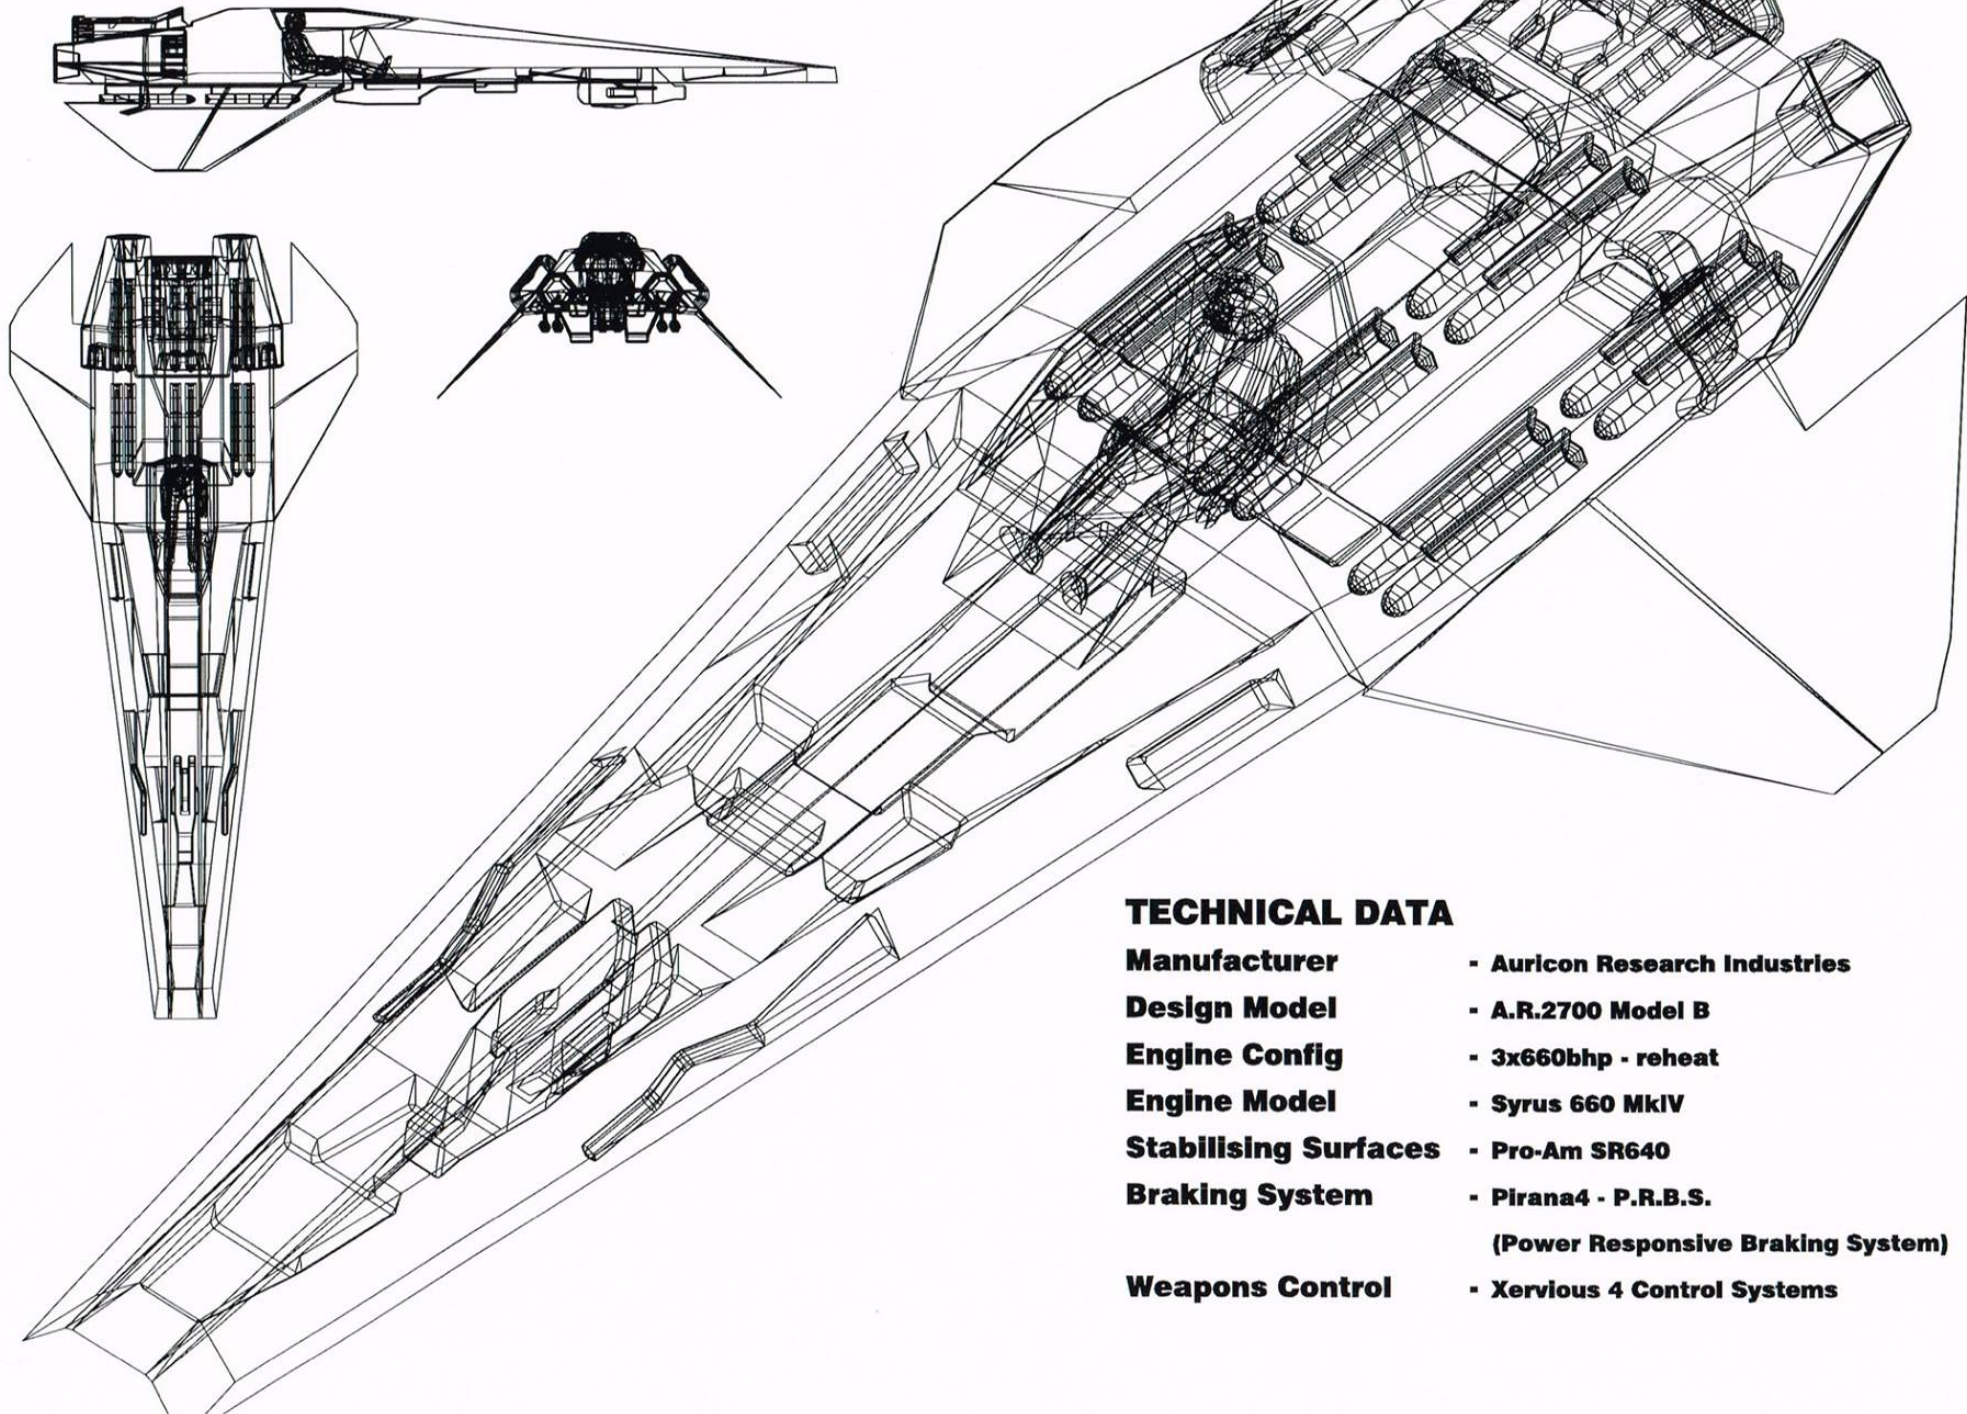 TECHNICAL DATA
Manufacturer - Auricon Research Industries
Design Model - A.R.2700 Model B
Engine Config - 3x660bhp - reheat
Engine Model - Syrus 660 MkIV
Stabilising Surfaces - Pro-Am SR640
Braking System - Pirana4 - P.R.B.S.
(Power Responsive Braking System)
Weapons Control - Xervious 4 Control Systems